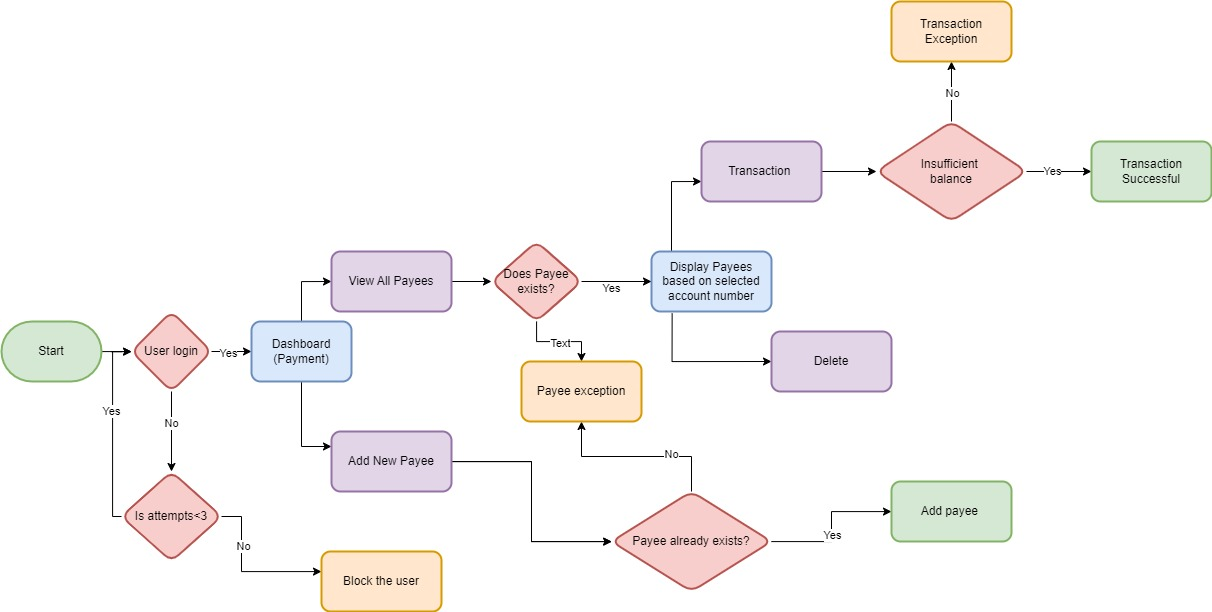 Transaction
Exception
No
Transaction
Insufficient
balance
Yes
Transaction
Successful
View All Payees
Does Payee
exists?
Yes
Display Payees
based on selected
account number
Start
User login
Yes
Dashboard
(Payment)
Text
Delete
Payee exception
Yes
No
Add New Payee
No
Is attempts<3
No
Payee already exists?
Yes
Add payee
Block the user